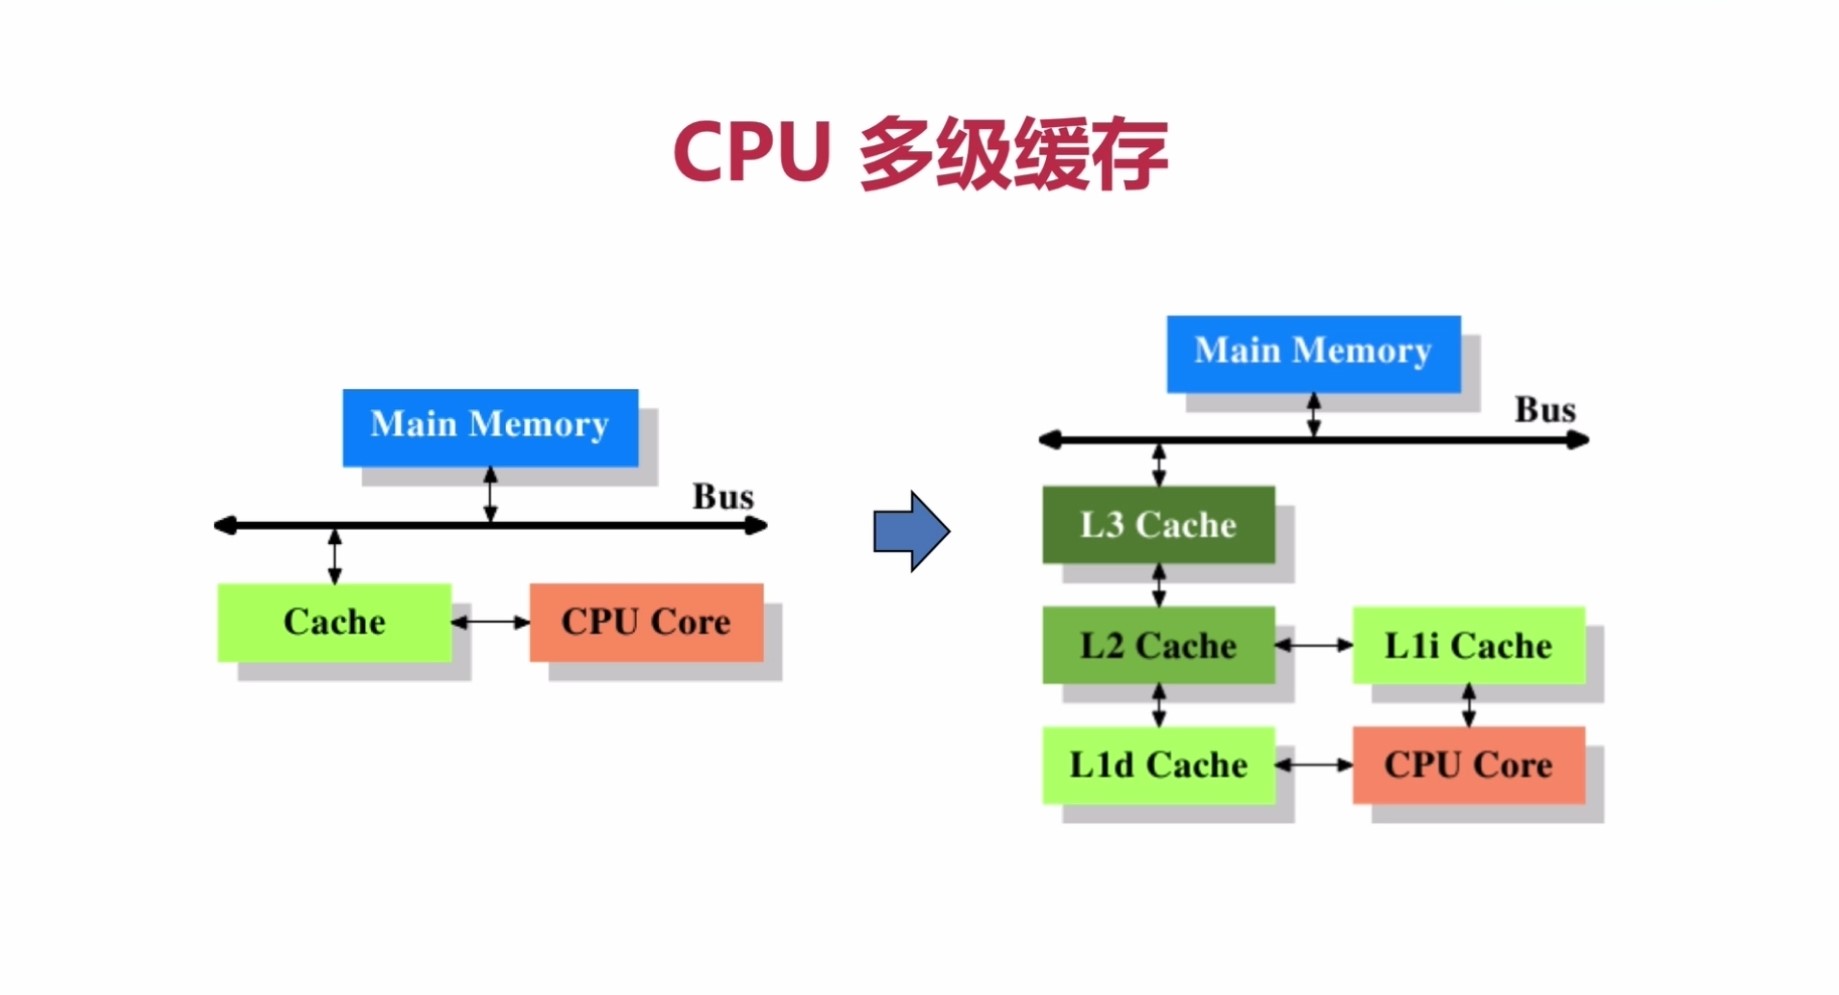 CPU 多级缓存
Main Memory
Bus
Cache
CPU Core
Main Memory
Bus
L3 Cache
L2 Cache
L1i Cache
L1d Cache
CPU Core